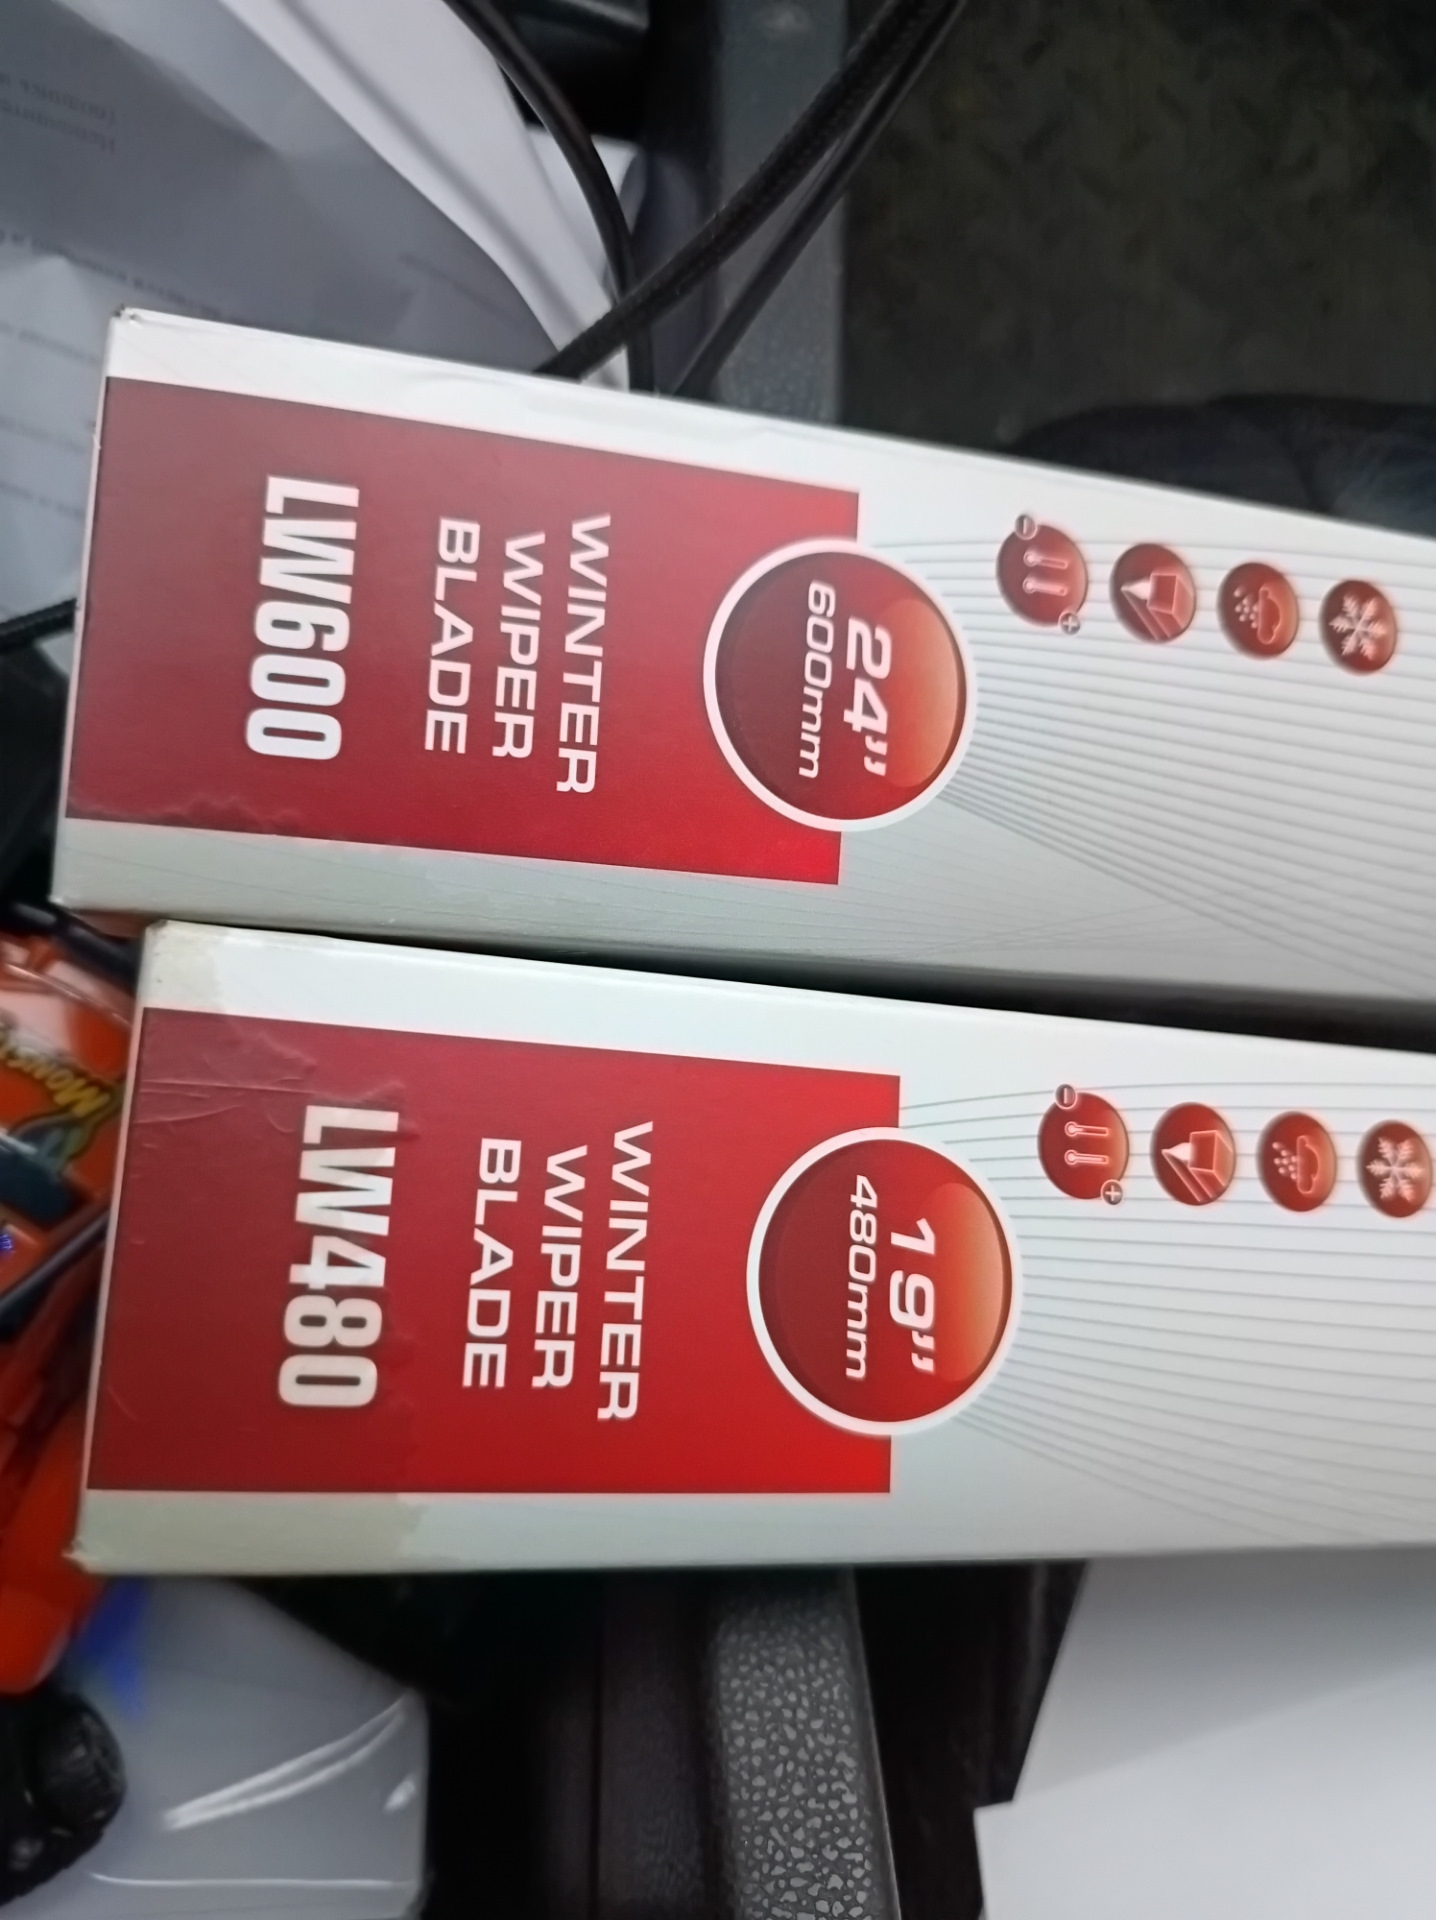 24”
600mm
WINTER
WIPER
BLADE
LW600
19”
480mm
WINTER
WIPER
BLADE
LW480